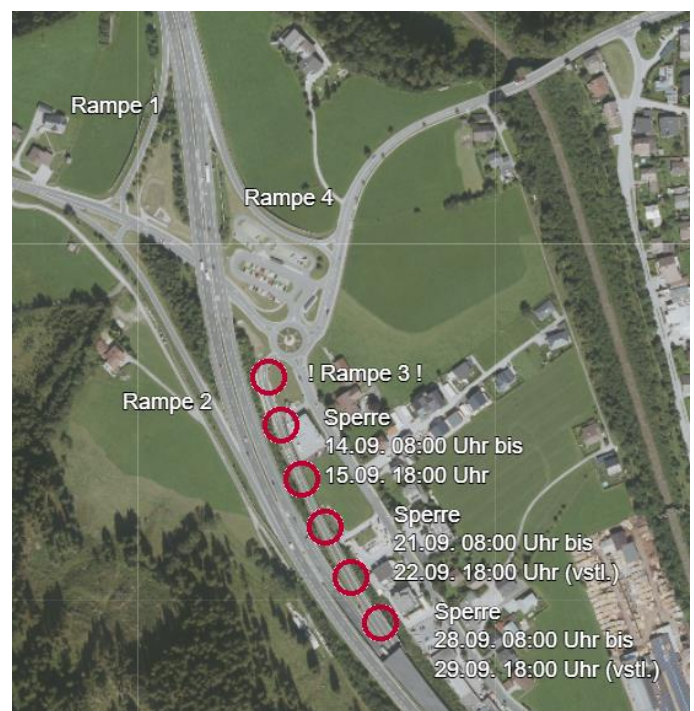 Rampe 1
Rampe 4
! Rampe 3 !
Rampe 2
Sperre
14.09. 08:00 Uhr bis
15.09. 18:00 Uhr
Sperre
21.09. 08:00 Uhr bis
22.09. 18:00 Uhr (vstl.)
Sperre
28.09. 08:00 Uhr bis
29.09. 18:00 Uhr (vstl.)